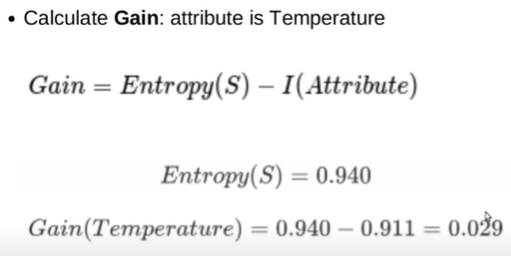 • Calculate Gain: attribute is Temperature
Gain = Entropy(S) − I(Attribute)
Entropy(S) = 0.940
Gain(Temperature) = 0.940 − 0.911 = 0.029